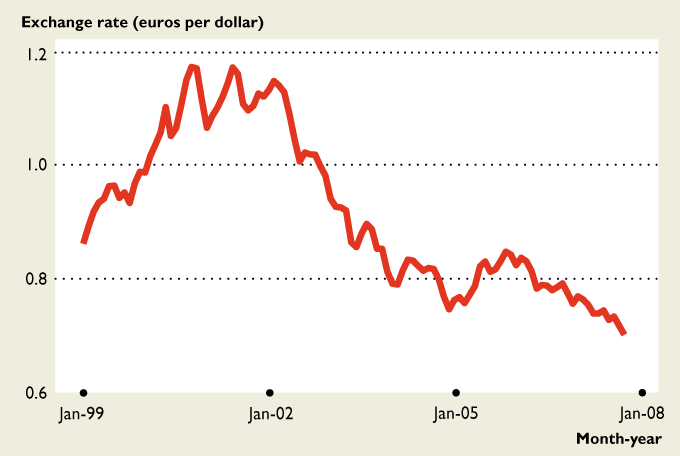 Exchange rate (euros per dollar)
1.2
1.0
0.8
0.6
Jan-99 Jan-02 Jan-05 Jan-08
Month-year